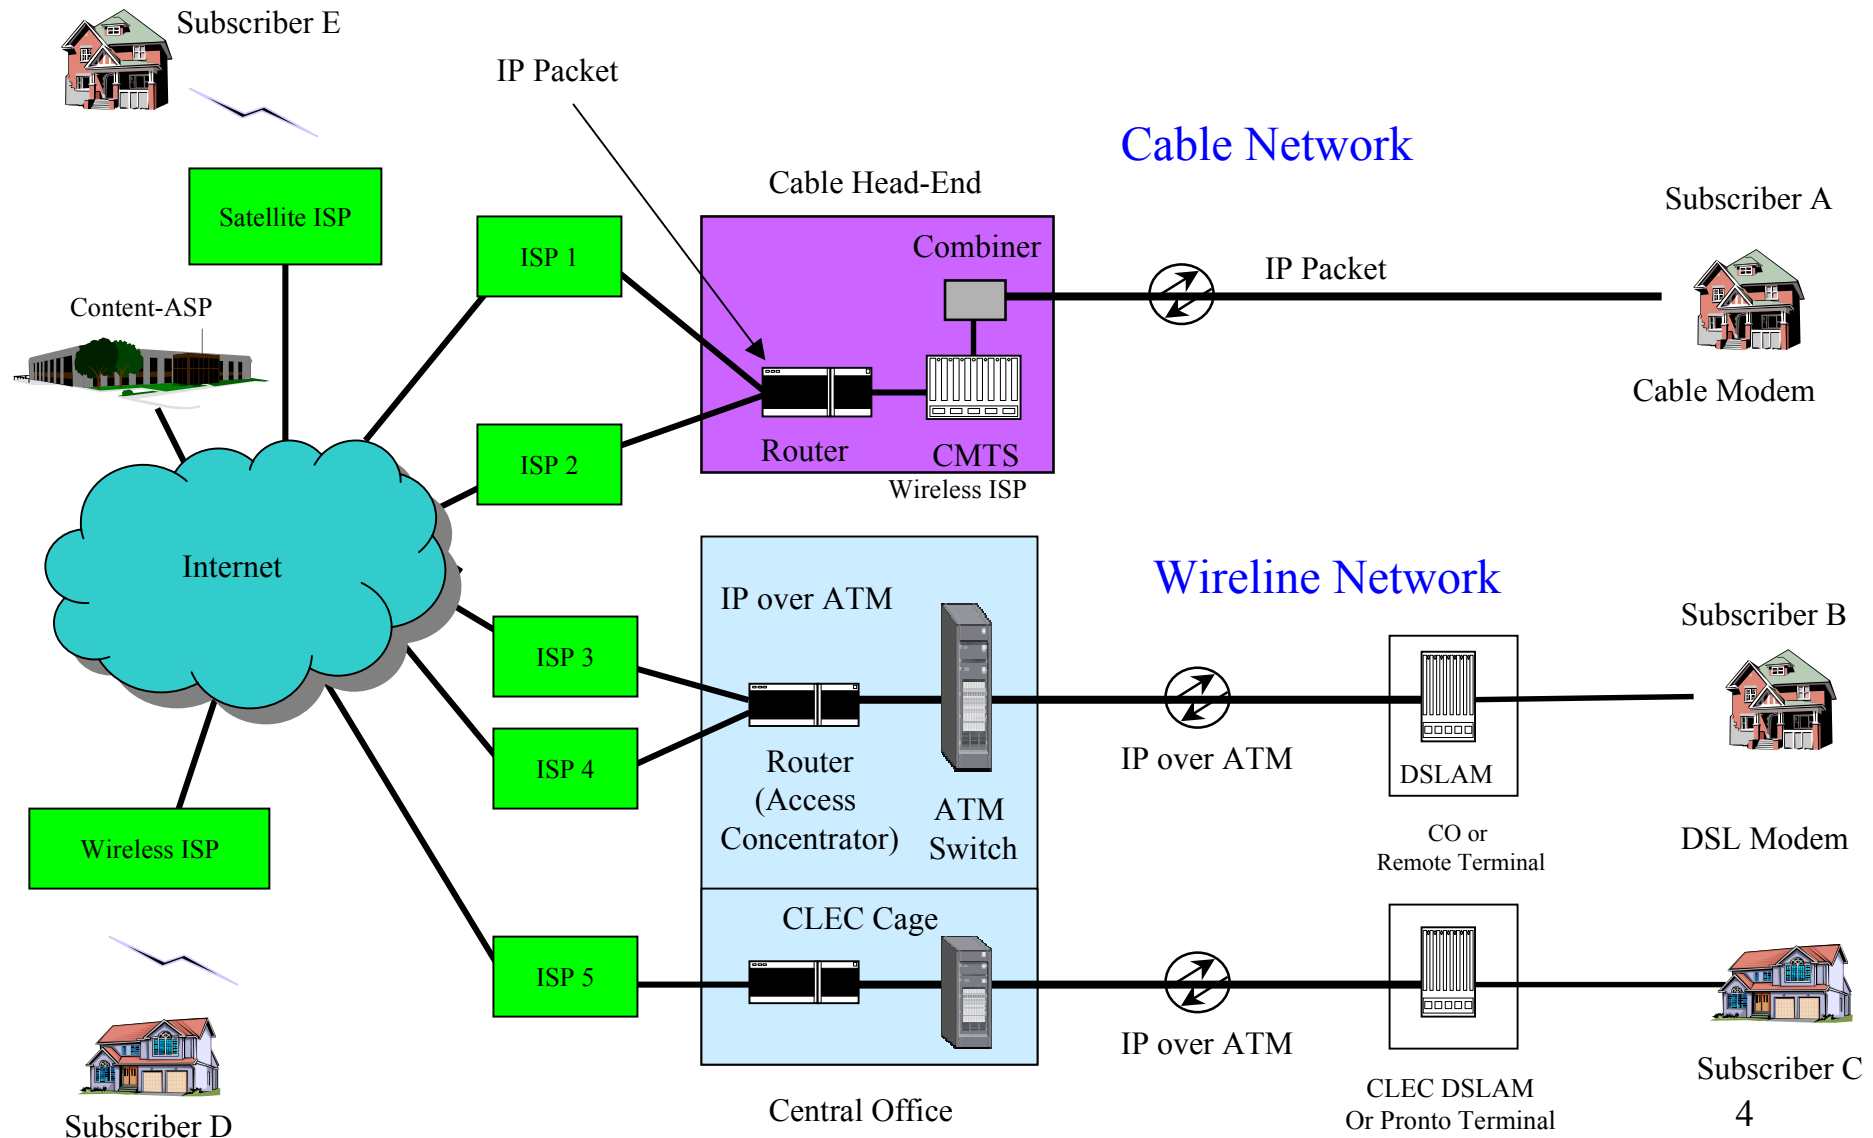 Subscriber E
IP Packet
Cable Network
Cable Head-End
Subscriber A
Satellite ISP
ISP 1
Combiner
IP Packet
Content-ASP
Cable Modem
ISP 2
Router
CMTS
Wireless ISP
Internet
Wireline Network
IP over ATM
Subscriber B
ISP 3
ISP 4
Router
(Access
Concentrator)
ATM
Switch
IP over ATM
DSLAM
CO or
Remote Terminal
DSL Modem
Wireless ISP
CLEC Cage
ISP 5
IP over ATM
Subscriber C
CLEC DSLAM
Or Pronto Terminal
Central Office
Subscriber D
4